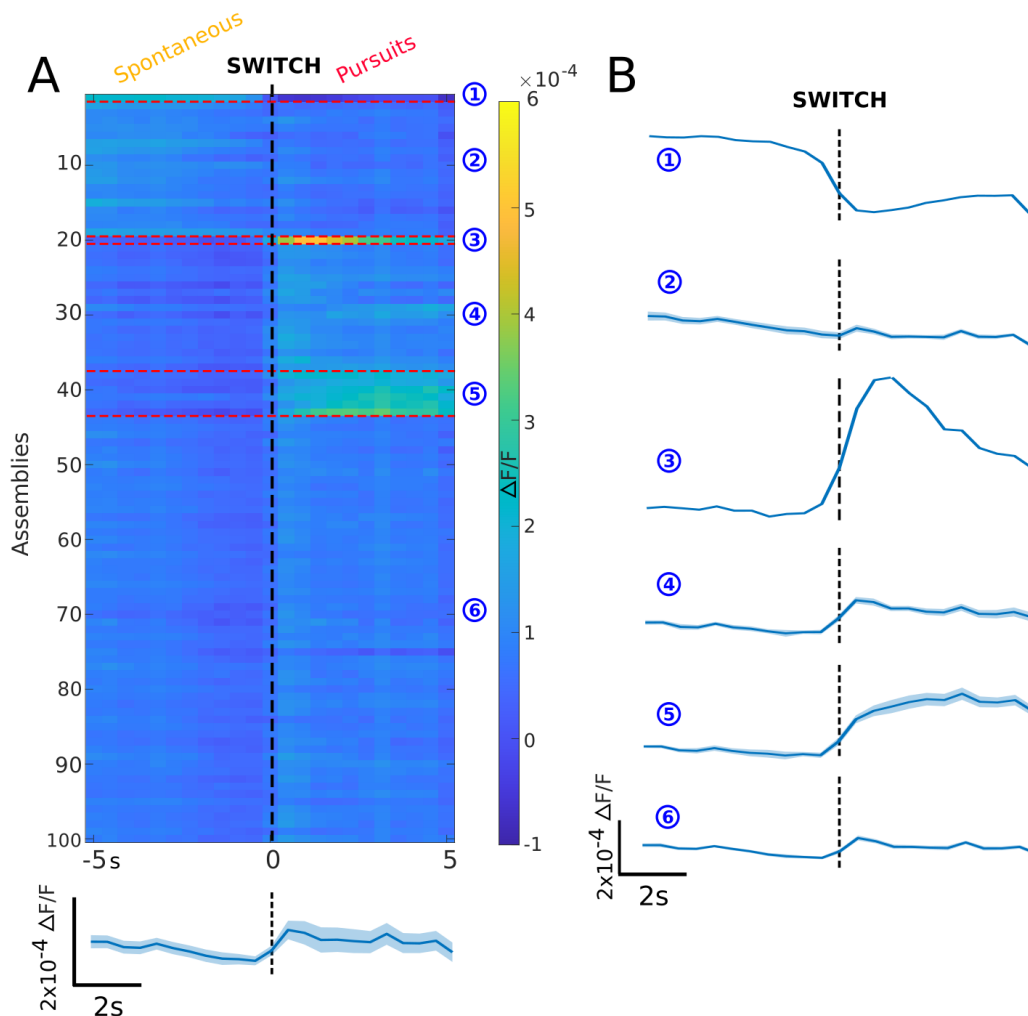 A
Spontaneous
SWITCH
Pursuits
×10⁻⁴
6
5
4
3
2
1
0
-1
ΔF/F
①
②
③
④
⑤
⑥
Assemblies
10
20
30
40
50
60
70
80
90
100
-5s
0
5
2x10⁻⁴ ΔF/F
2s
B
SWITCH
①
②
③
④
⑤
⑥
2x10⁻⁴ ΔF/F
2s